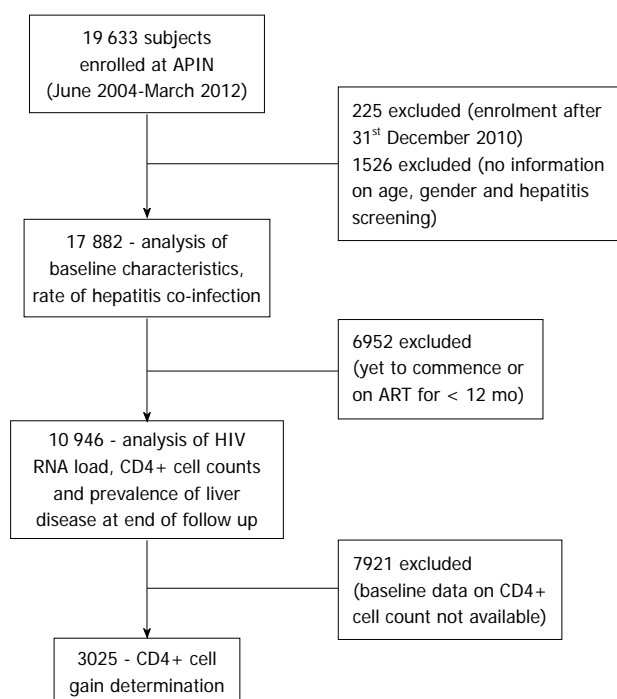 19 633 subjects
enrolled at APIN
(June 2004-March 2012)
225 excluded (enrolment after
31st December 2010)
1526 excluded (no information
on age, gender and hepatitis
screening)
17 882 - analysis of
baseline characteristics,
rate of hepatitis co-infection
6952 excluded
(yet to commence or
on ART for < 12 mo)
10 946 - analysis of HIV
RNA load, CD4+ cell counts
and prevalence of liver
disease at end of follow up
7921 excluded
(baseline data on CD4+
cell count not available)
3025 - CD4+ cell
gain determination